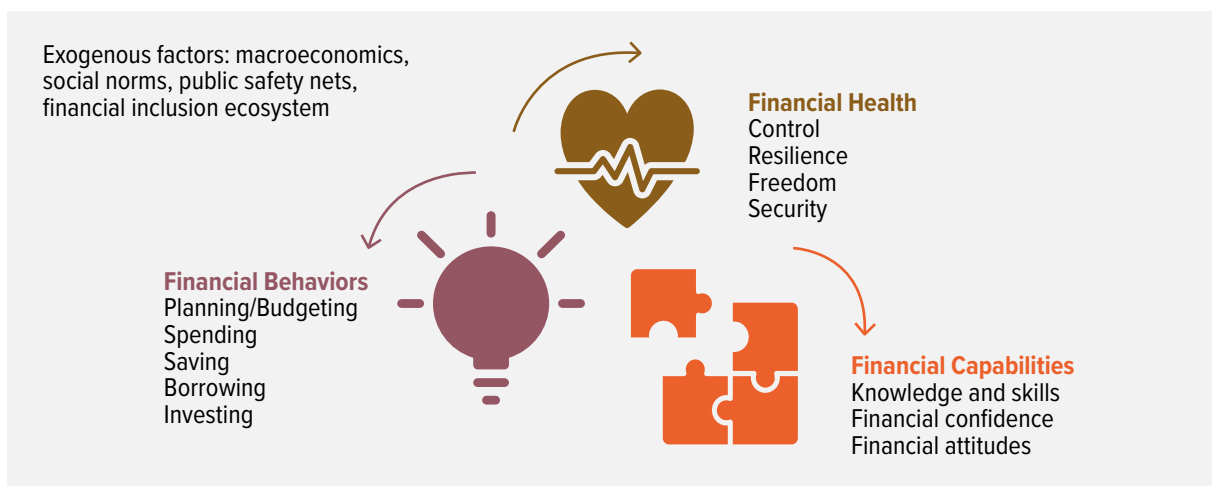 Exogenous factors: macroeconomics,
social norms, public safety nets,
financial inclusion ecosystem
Financial Health
Control
Resilience
Freedom
Security
Financial Behaviors
Planning/Budgeting
Spending
Saving
Borrowing
Investing
Financial Capabilities
Knowledge and skills
Financial confidence
Financial attitudes